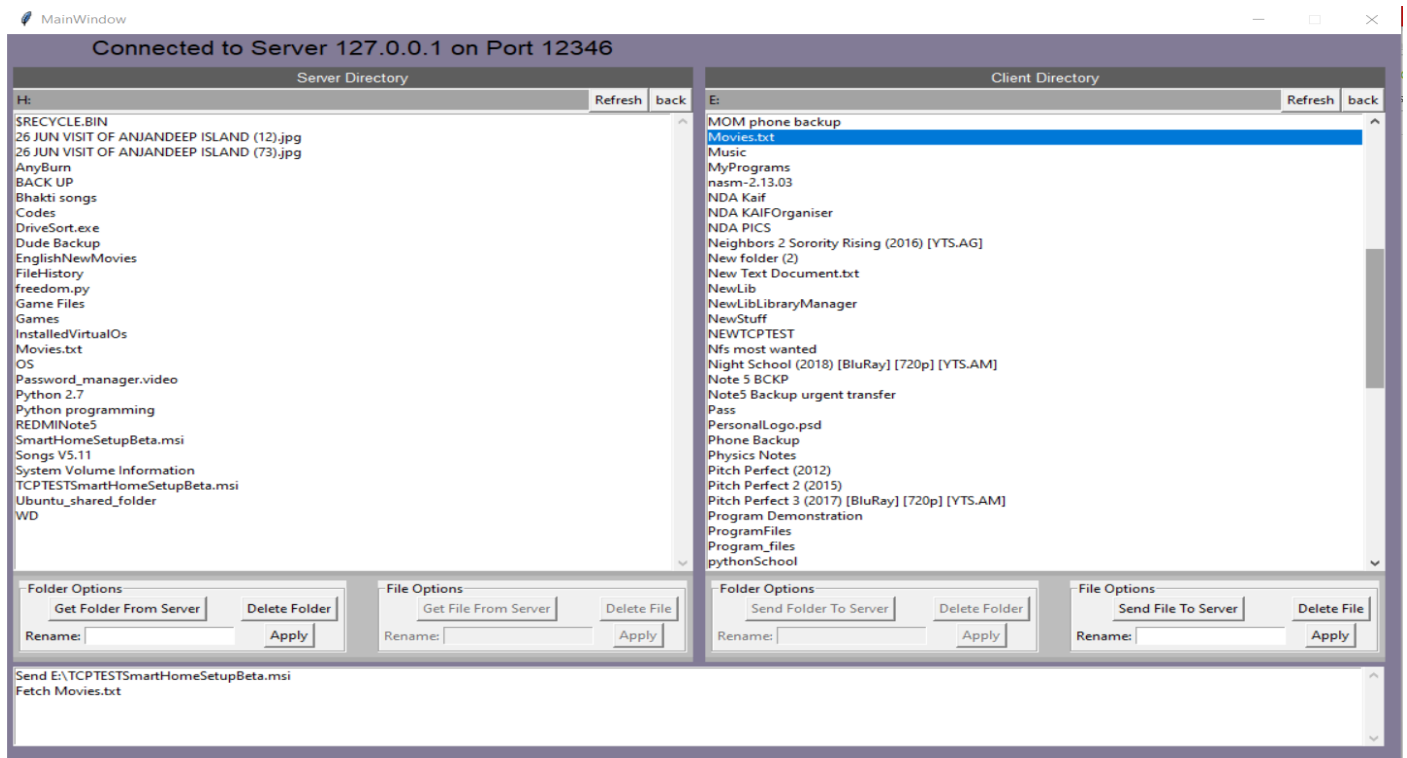 MainWindow
Connected to Server 127.0.0.1 on Port 12346
Server Directory
H:
Refresh
back
$RECYCLE.BIN
26 JUN VISIT OF ANJANDEEP ISLAND (12).jpg
26 JUN VISIT OF ANJANDEEP ISLAND (73).jpg
AnyBurn
BACK UP
Bhakti songs
Codes
DriveSort.exe
Dude Backup
EnglishNewMovies
FileHistory
freedom.py
Game Files
Games
InstalledVirtualOs
Movies.txt
OS
Password_manager.video
Python 2.7
Python programming
REDMINote5
SmartHomeSetupBeta.msi
Songs V5.11
System Volume Information
TCPTESTSmartHomeSetupBeta.msi
Ubuntu_shared_folder
WD
Folder Options
Get Folder From Server
Delete Folder
Rename:
Apply
File Options
Get File From Server
Delete File
Rename:
Apply
Client Directory
E:
Refresh
back
MOM phone backup
Movies.txt
Music
MyPrograms
nasm-2.13.03
NDA Kaif
NDA KAIFOrganiser
NDA PICS
Neighbors 2 Sorority Rising (2016) [YTS.AG]
New folder (2)
New Text Document.txt
NewLib
NewLibLibraryManager
NewStuff
NEWTCPTEST
Nfs most wanted
Night School (2018) [BluRay] [720p] [YTS.AM]
Note 5 BCKP
Note5 Backup urgent transfer
Pass
PersonalLogo.psd
Phone Backup
Physics Notes
Pitch Perfect (2012)
Pitch Perfect 2 (2015)
Pitch Perfect 3 (2017) [BluRay] [720p] [YTS.AM]
Program Demonstration
ProgramFiles
Program_files
pythonSchool
Folder Options
Send Folder To Server
Delete Folder
Rename:
Apply
File Options
Send File To Server
Delete File
Rename:
Apply
Send E:\TCPTESTSmartHomeSetupBeta.msi
Fetch Movies.txt